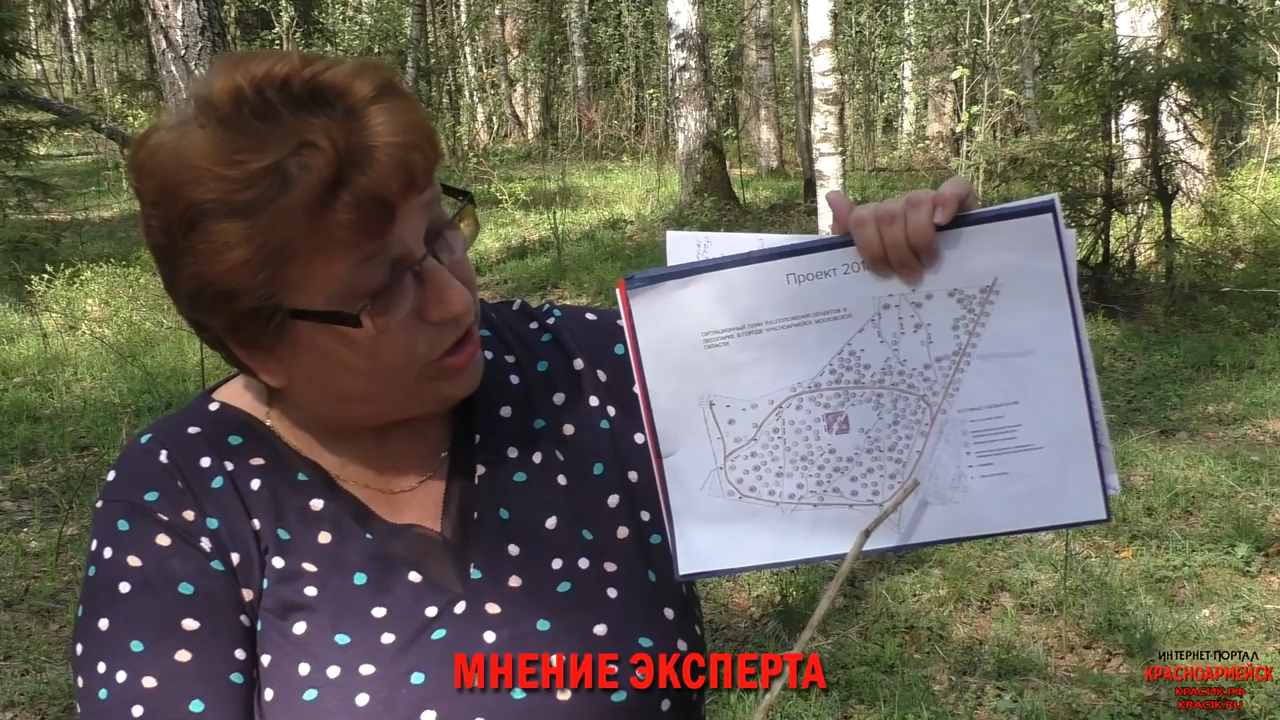 Проект 201
СИТУАЦИОННЫЙ ПЛАН РАСПОЛОЖЕНИЯ ОБЪЕКТОВ В
ЛЕСОПАРКЕ В ГОРОДЕ КРАСНОАРМЕЙСК МОСКОВСКОЙ
ОБЛАСТИ
МНЕНИЕ ЭКСПЕРТА
ИНТЕРНЕТ-ПОРТАЛ
КРАСНОАРМЕЙСК
КРАСИК.РФ
KRACIK.RU